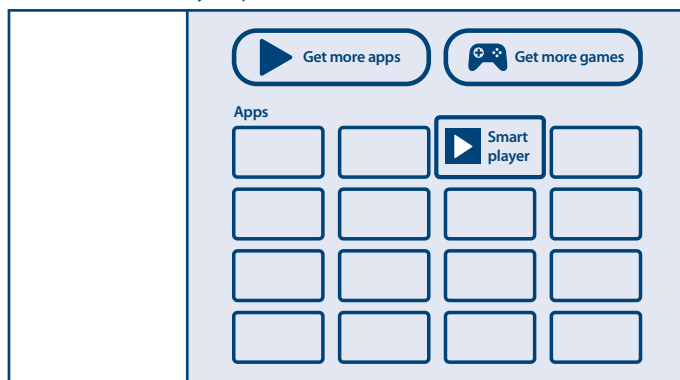 Get more apps
Get more games
Apps
Smart
player